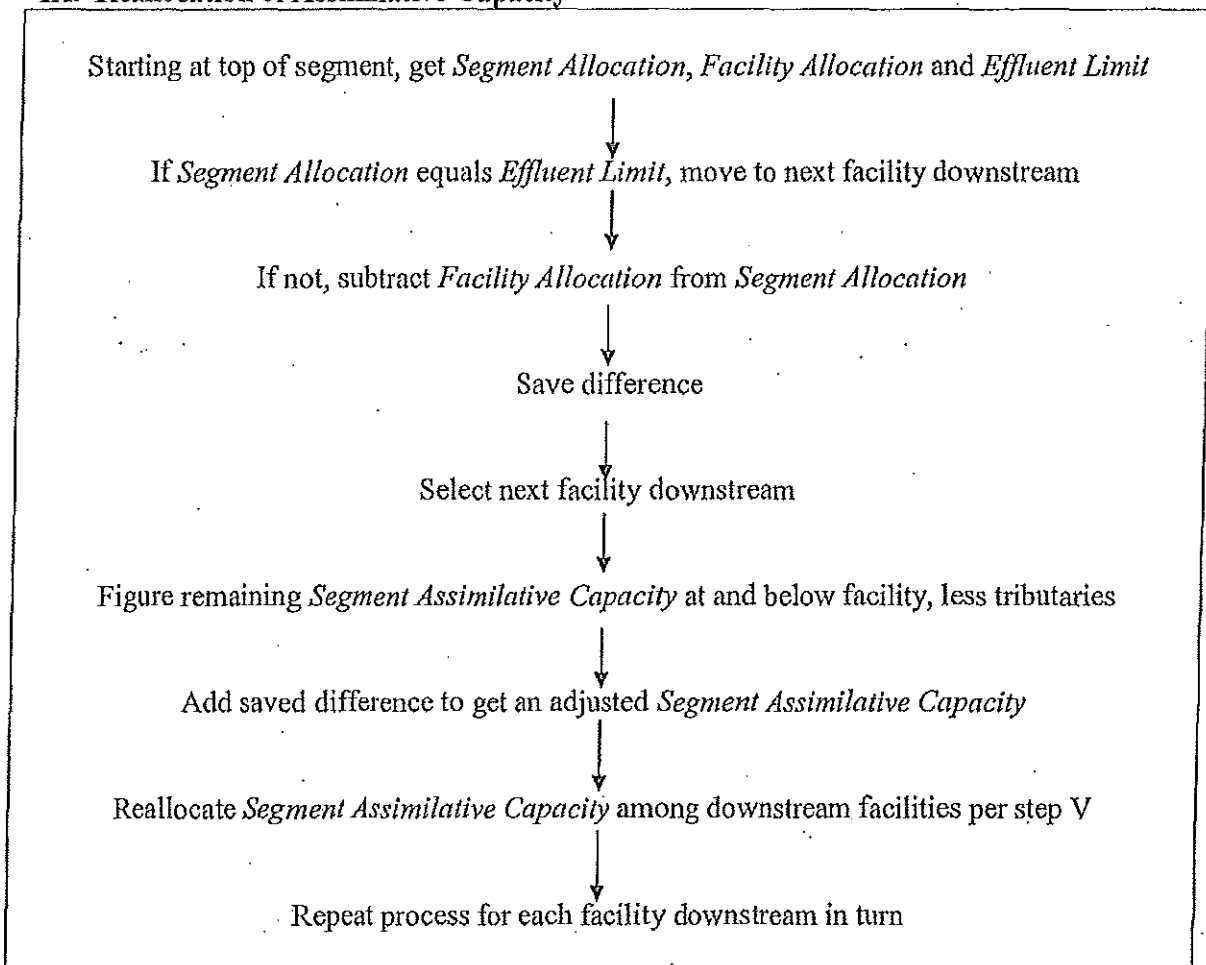 Reallocation of Assimilative Capacity
Starting at top of segment, get Segment Allocation, Facility Allocation and Effluent Limit
If Segment Allocation equals Effluent Limit, move to next facility downstream
If not, subtract Facility Allocation from Segment Allocation
Save difference
Select next facility downstream
Figure remaining Segment Assimilative Capacity at and below facility, less tributaries
Add saved difference to get an adjusted Segment Assimilative Capacity
Reallocate Segment Assimilative Capacity among downstream facilities per step V
Repeat process for each facility downstream in turn